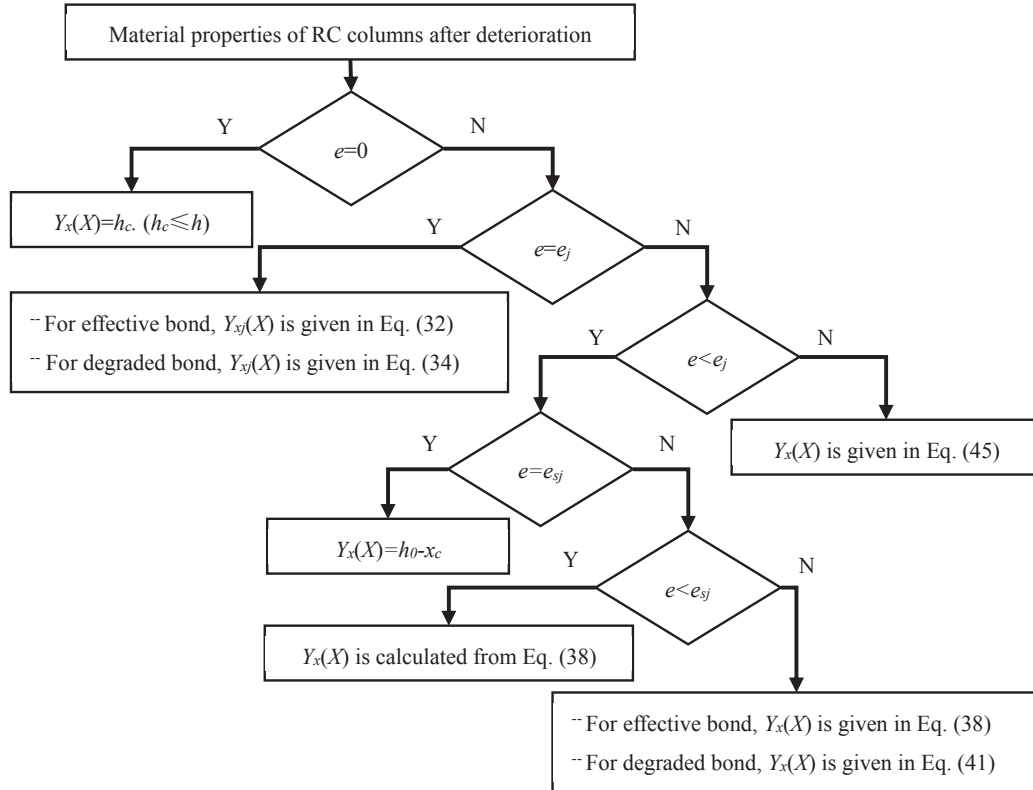 Material properties of RC columns after deterioration
Y
N
e=0
Yx(X)=hc. (hc≤h)
Y
N
e=ej
-- For effective bond, Yxj(X) is given in Eq. (32)
-- For degraded bond, Yxj(X) is given in Eq. (34)
Y
N
e<ej
Yx(X) is given in Eq. (45)
Y
N
e=esj
Yx(X)=h0-xc
Y
N
e<esj
Yx(X) is calculated from Eq. (38)
-- For effective bond, Yx(X) is given in Eq. (38)
-- For degraded bond, Yx(X) is given in Eq. (41)